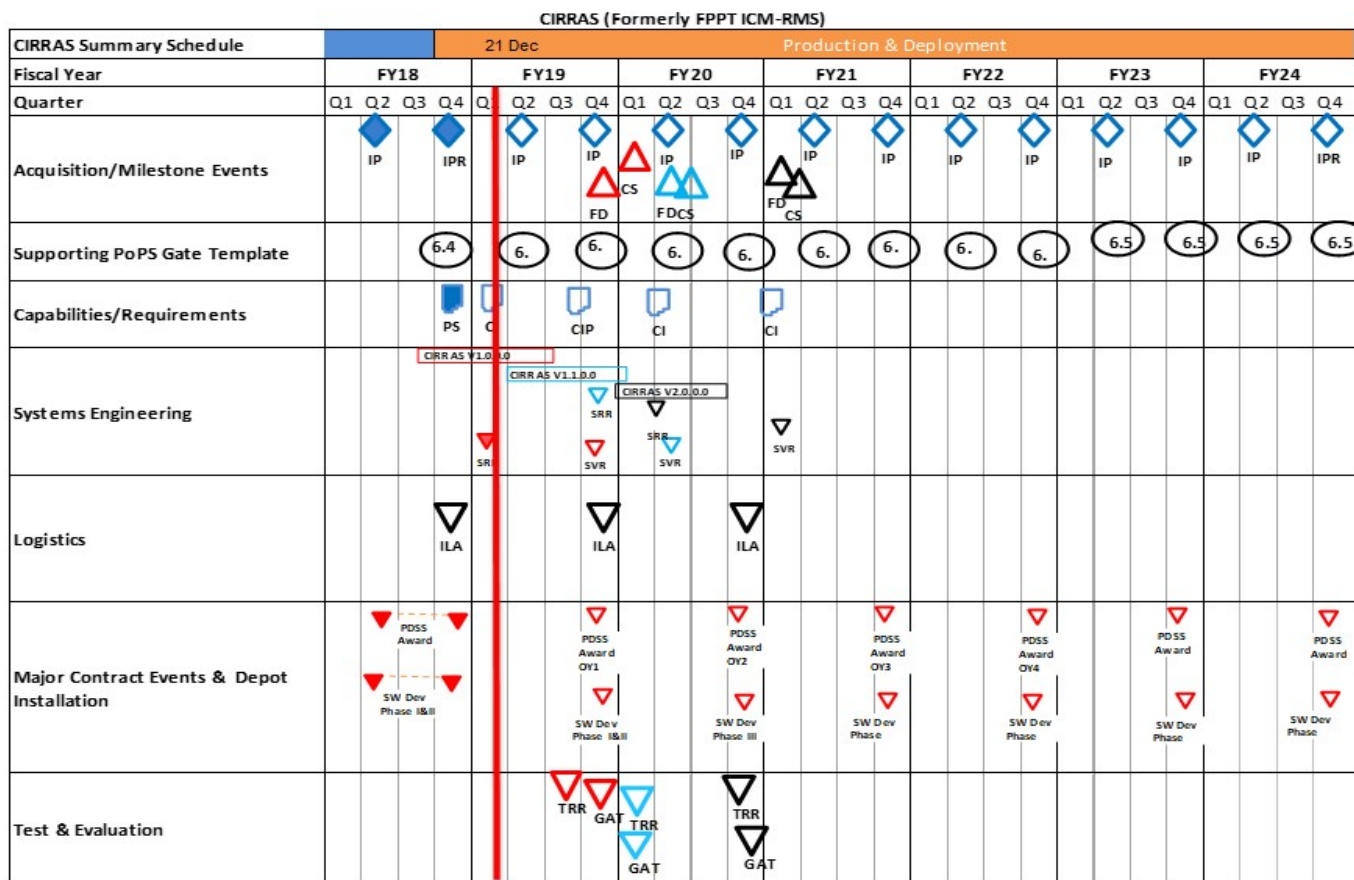 CIRRAS (Formerly FPPT ICM-RMS)
CIRRAS Summary Schedule 21 Dec Production & Deployment
Fiscal Year FY18 FY19 FY20 FY21 FY22 FY23 FY24
Quarter Q1 Q2 Q3 Q4 Q1 Q2 Q3 Q4 Q1 Q2 Q3 Q4 Q1 Q2 Q3 Q4 Q1 Q2 Q3 Q4 Q1 Q2 Q3 Q4 Q1 Q2 Q3 Q4
Acquisition/Milestone Events
IP IPR IP IP IP IP IP IP IP IP IP IP IP IPR
FD CS FD CS FD CS
Supporting PoPS Gate Template
6.4 6. 6. 6. 6. 6. 6. 6. 6. 6.5 6.5 6.5 6.5
Capabilities/Requirements
PS CIP CI CI
Systems Engineering
CIRRAS V1.0.0.0
CIRRAS V1.1.0.0
CIRRAS V2.0.0.0
SRR
SRR
SVR SVR SVR
Logistics
ILA ILA ILA
Major Contract Events & Depot
Installation
PDSS
Award
PDSS
Award
OY1
PDSS
Award
OY2
PDSS
Award
OY3
PDSS
Award
OY4
PDSS
Award
PDSS
Award
SW Dev
Phase I&II
SW Dev
Phase I&II
SW Dev
Phase III
SW Dev
Phase
SW Dev
Phase
SW Dev
Phase
SW Dev
Phase
Test & Evaluation
TRR GAT TRR TRR
GAT GAT